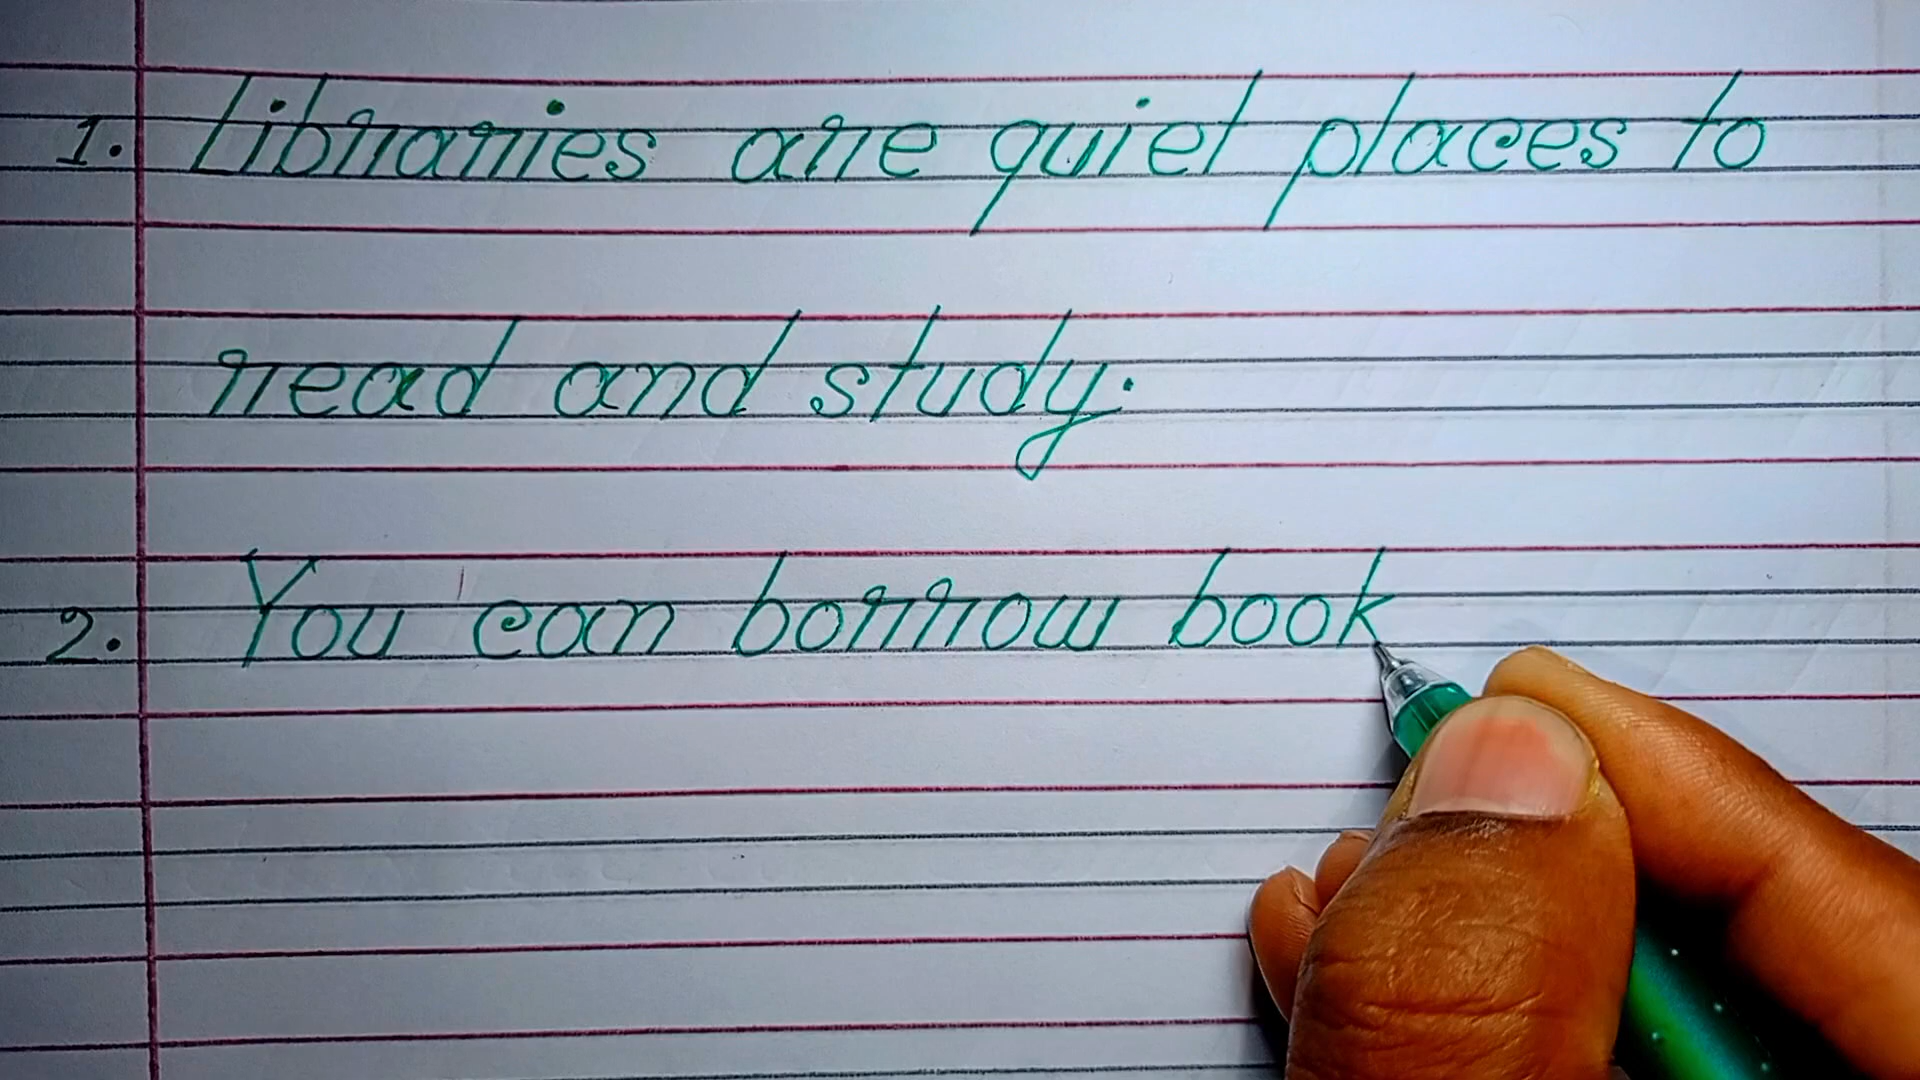 1. Libraries are quiet places to
read and study.
2. You can borrow book